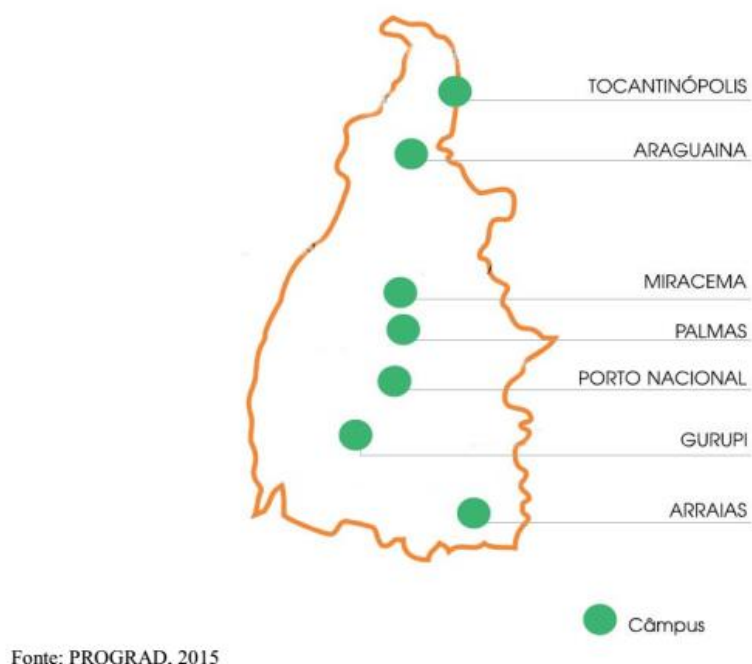 TOCANTINÓPOLIS
ARAGUAINA
MIRACEMA
PALMAS
PORTO NACIONAL
GURUPI
ARRAIAS
Câmpus
Fonte: PROGRAD, 2015